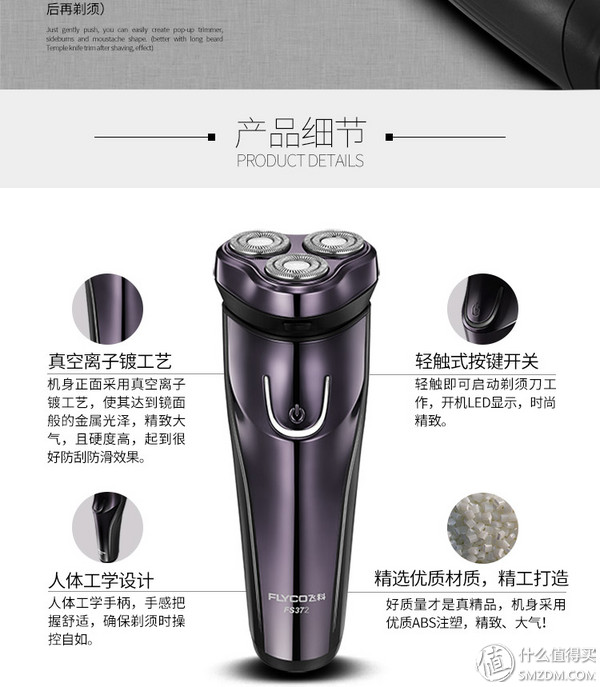 后再剃须）
Just gently push, you can easily create pop-up trimmer,
sideburns and moustache shape. (better with long beard
Temple knife trim after shaving, effect)
产品细节
PRODUCT DETAILS
真空离子镀工艺
机身正面采用真空离子
镀工艺，使其达到镜面
般的金属光泽，精致大
气，且硬度高，起到很
好防刮防滑效果。
轻触式按键开关
轻触即可启动剃须刀工
作，开机LED显示，时尚
精致。
人体工学设计
人体工学手柄，手感把
握舒适，确保剃须时操
控自如。
FLYCO飞科
FS372
精选优质材质，精工打造
好质量才是真精品，机身采用
优质ABS注塑，精致、大气！
值 什么值得买
SMZDM.COM